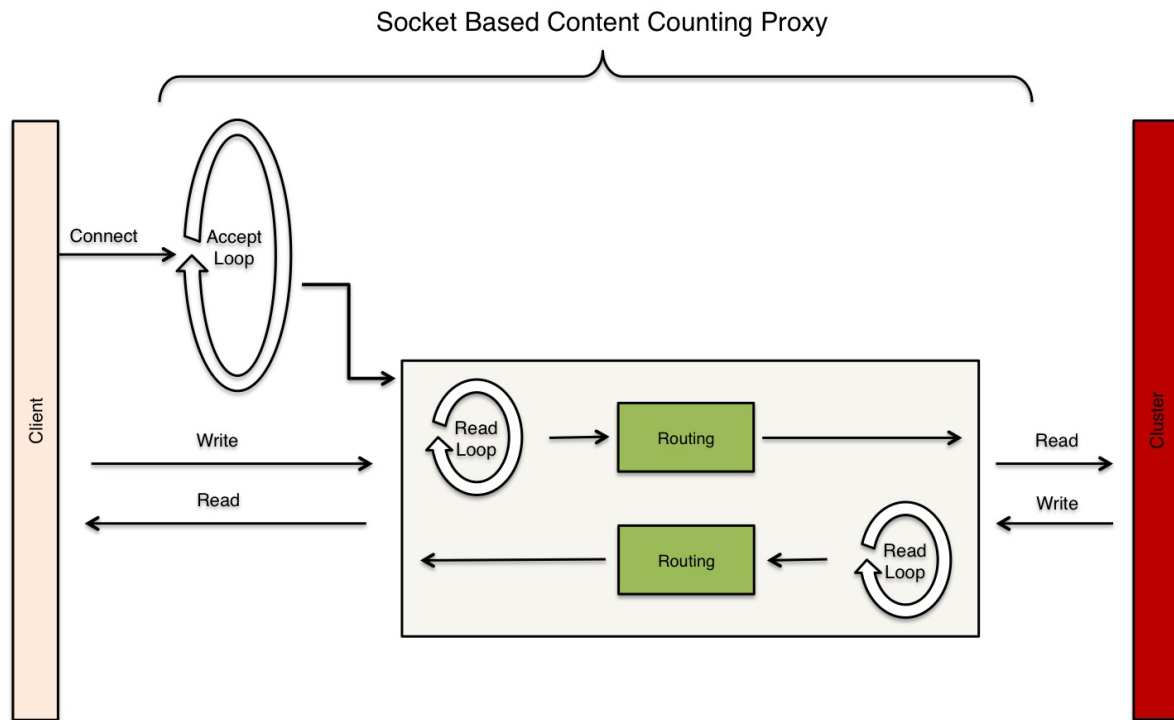 Socket Based Content Counting Proxy
Connect
Accept
Loop
Client
Cluster
Write
Read
Read
Loop
Routing
Read
Write
Routing
Read
Loop